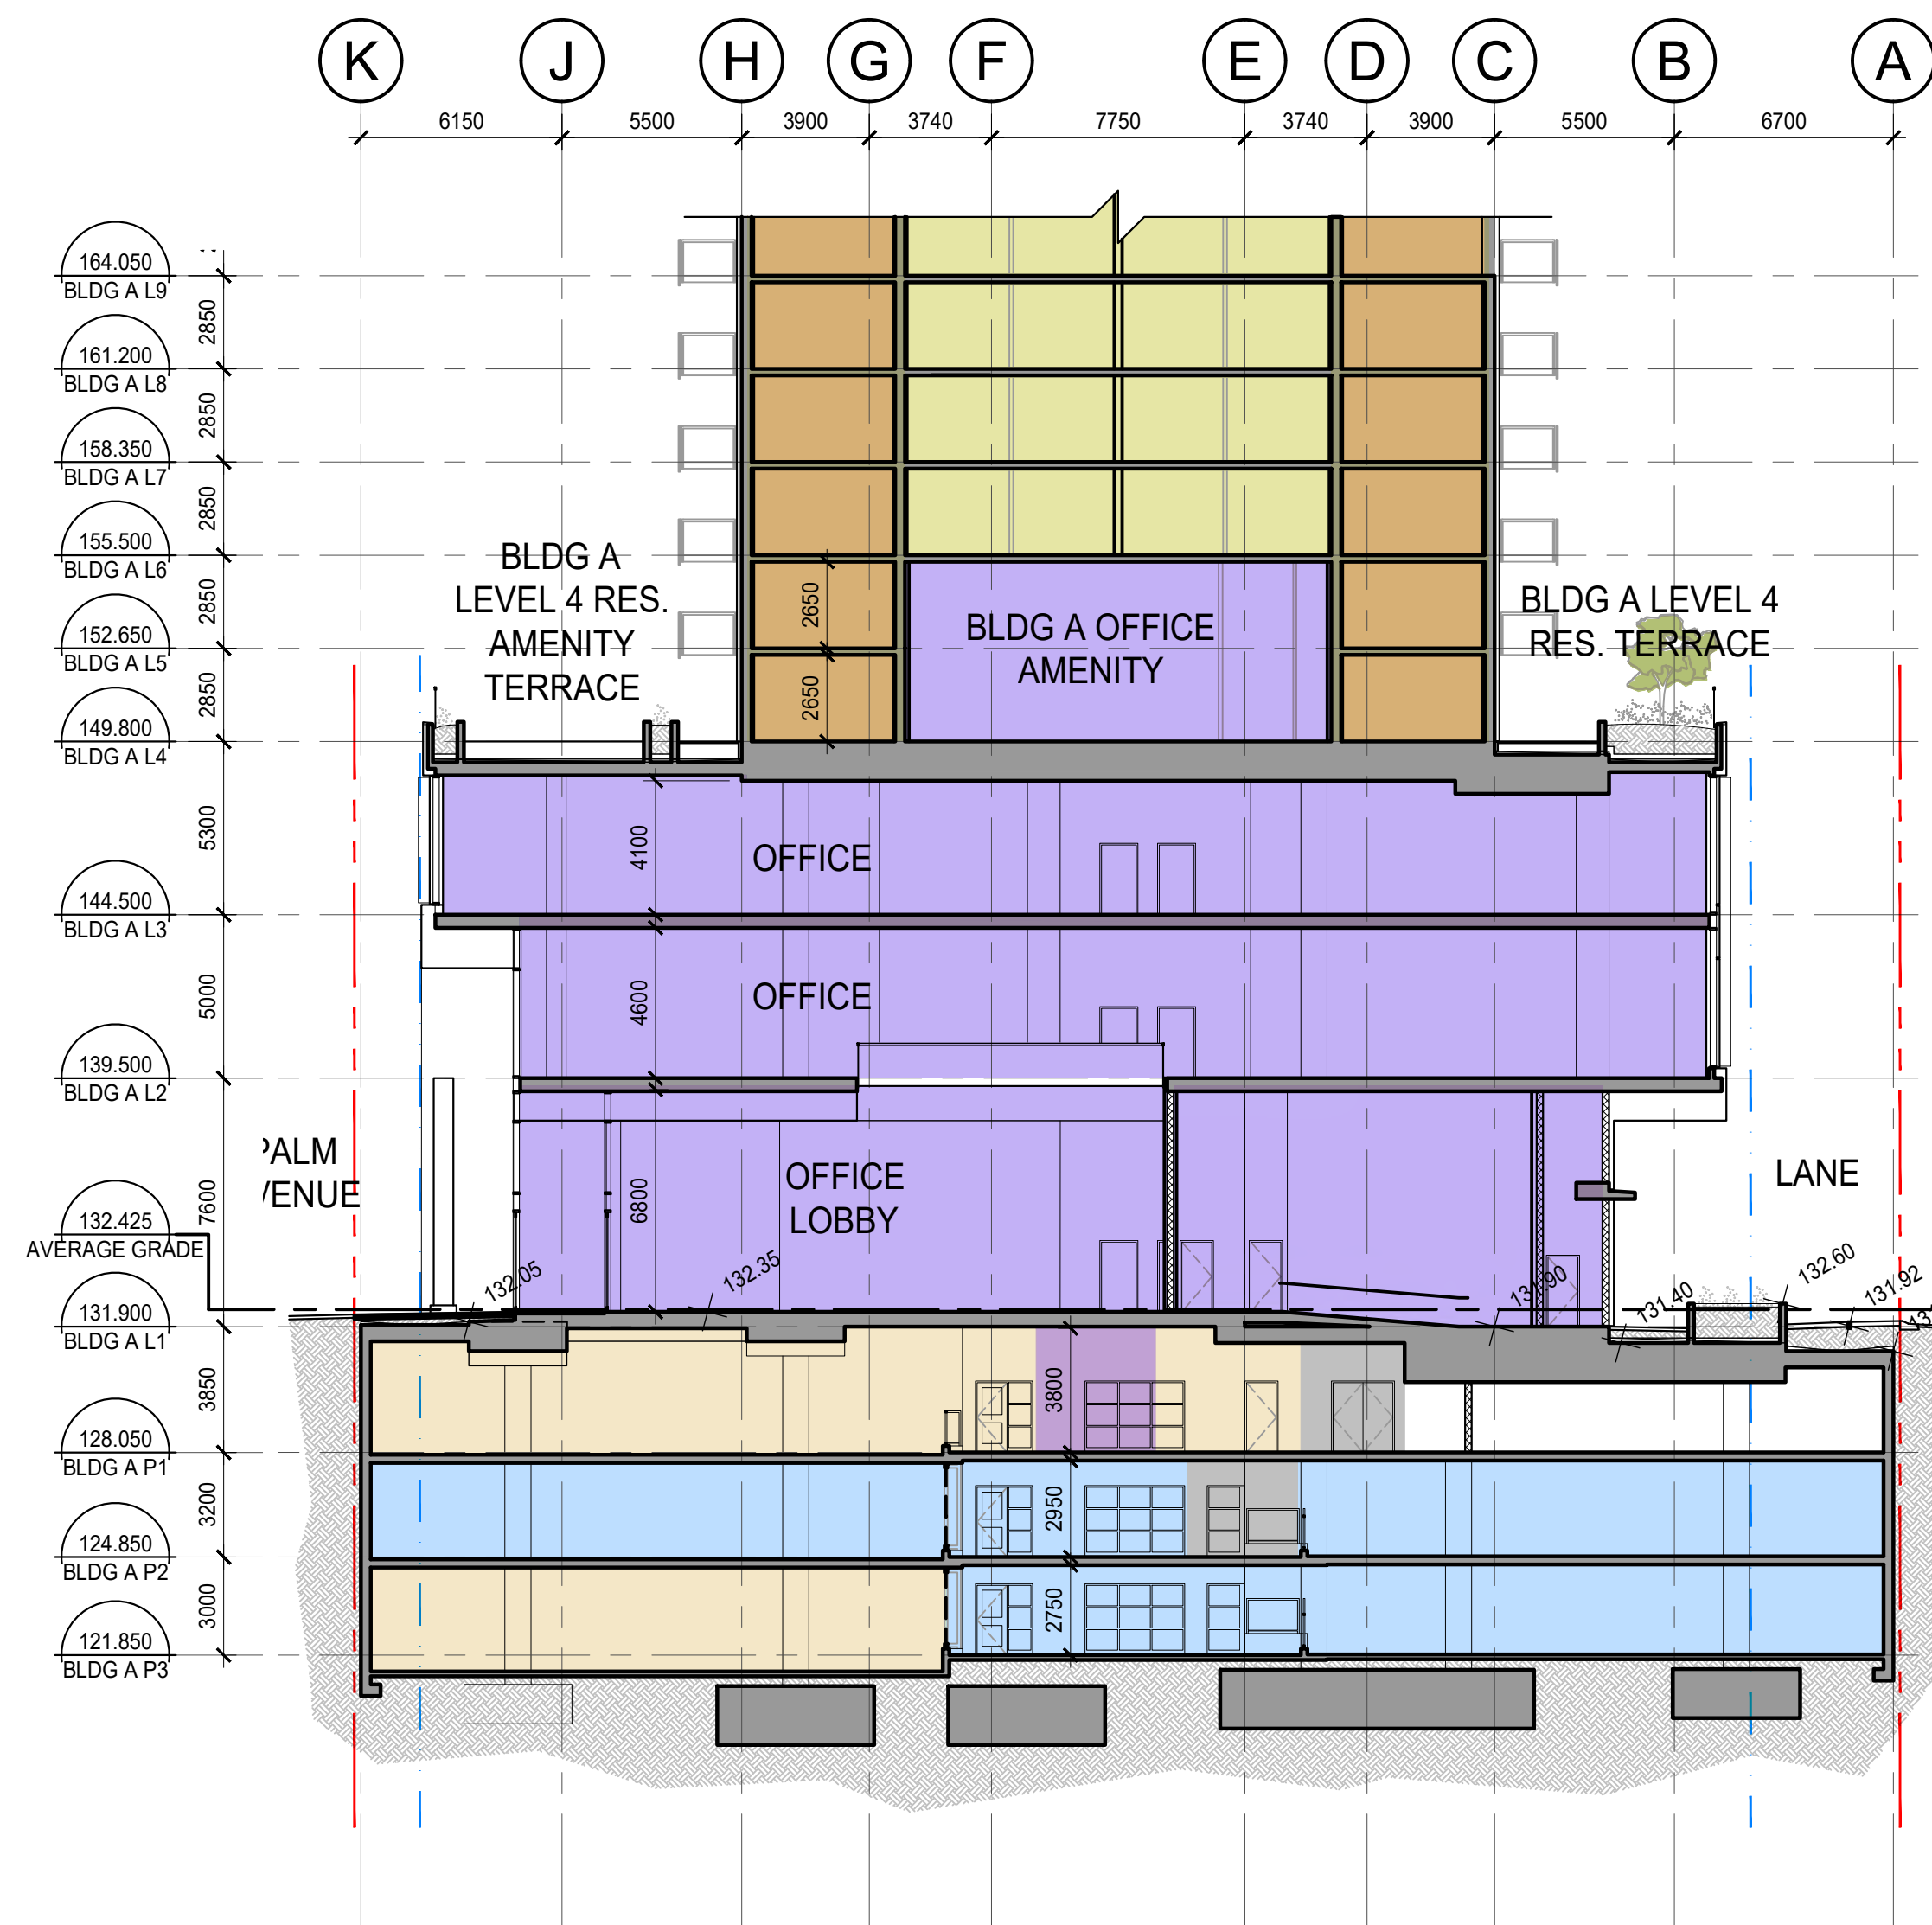 K J H G F E D C B A
6150 5500 3900 3740 7750 3740 3900 5500 6700
164.050
BLDG A L9
2850
161.200
BLDG A L8
2850
158.350
BLDG A L7
2850
155.500
BLDG A L6
2850
152.650
BLDG A L5
2850
149.800
BLDG A L4
5300
144.500
BLDG A L3
5000
139.500
BLDG A L2
7600
132.425
AVERAGE GRADE
131.900
BLDG A L1
3850
128.050
BLDG A P1
3200
124.850
BLDG A P2
3000
121.850
BLDG A P3
BLDG A
LEVEL 4 RES.
AMENITY
TERRACE
2650
2650
BLDG A OFFICE
AMENITY
BLDG A LEVEL 4
RES. TERRACE
4100
OFFICE
4600
OFFICE
PALM
VENUE
6800
OFFICE
LOBBY
LANE
132.05
132.35
131.90
131.40
132.60
131.92
3800
2950
2750